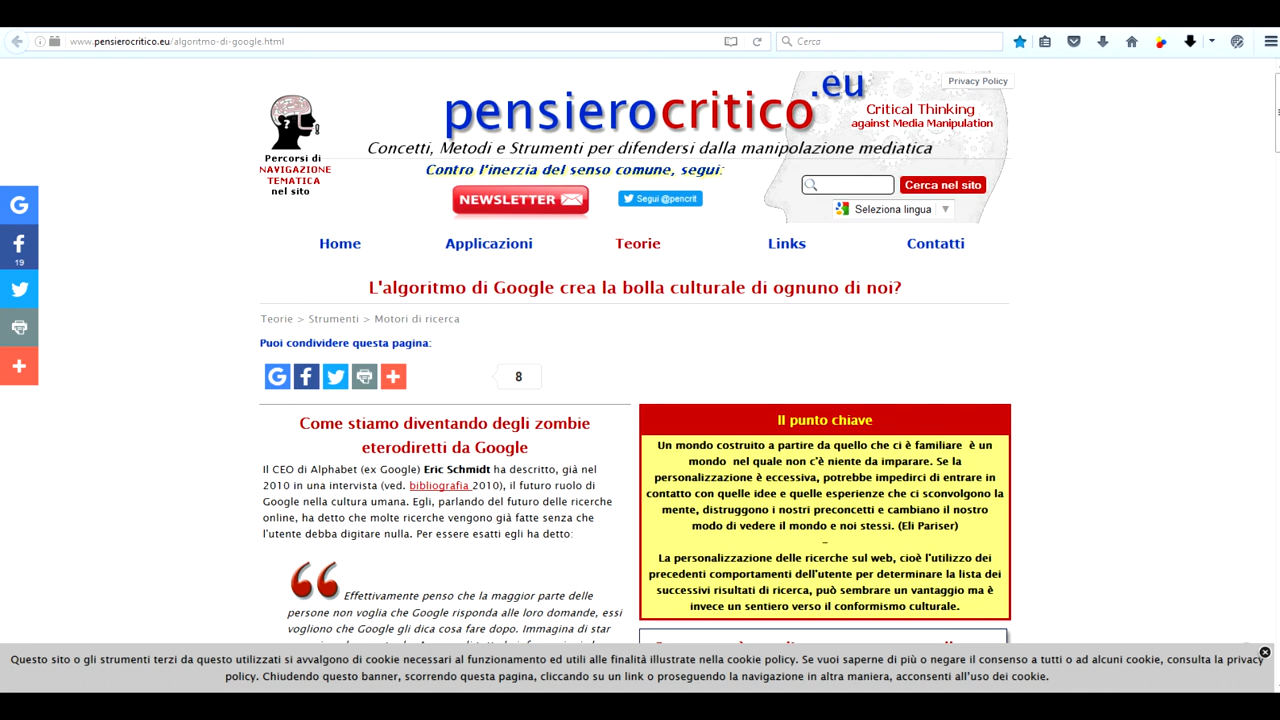 www.pensierocritico.eu/algoritmo-di-google.html
Cerca
Privacy Policy
pensierocritico.eu
Critical Thinking
against Media Manipulation
Concetti, Metodi e Strumenti per difendersi dalla manipolazione mediatica
Contro l'inerzia del senso comune, segui:
Percorsi di
NAVIGAZIONE
TEMATICA
nel sito
NEWSLETTER
Segui @pencrit
Cerca nel sito
Seleziona lingua
Home Applicazioni Teorie Links Contatti
19
L'algoritmo di Google crea la bolla culturale di ognuno di noi?
Teorie > Strumenti > Motori di ricerca
Puoi condividere questa pagina:
8
Come stiamo diventando degli zombie
eterodiretti da Google
Il CEO di Alphabet (ex Google) Eric Schmidt ha descritto, già nel
2010 in una intervista (ved. bibliografia 2010), il futuro ruolo di
Google nella cultura umana. Egli, parlando del futuro delle ricerche
online, ha detto che molte ricerche vengono già fatte senza che
l'utente debba digitare nulla. Per essere esatti egli ha detto:
Effettivamente penso che la maggior parte delle
persone non voglia che Google risponda alle loro domande, essi
vogliono che Google gli dica cosa fare dopo. Immagina di star
Il punto chiave
Un mondo costruito a partire da quello che ci è familiare è un
mondo nel quale non c'è niente da imparare. Se la
personalizzazione è eccessiva, potrebbe impedirci di entrare in
contatto con quelle idee e quelle esperienze che ci sconvolgono la
mente, distruggono i nostri preconcetti e cambiano il nostro
modo di vedere il mondo e noi stessi. (Eli Pariser)
–
La personalizzazione delle ricerche sul web, cioè l'utilizzo dei
precedenti comportamenti dell'utente per determinare la lista dei
successivi risultati di ricerca, può sembrare un vantaggio ma è
invece un sentiero verso il conformismo culturale.
Questo sito o gli strumenti terzi da questo utilizzati si avvalgono di cookie necessari al funzionamento ed utili alle finalità illustrate nella cookie policy. Se vuoi saperne di più o negare il consenso a tutti o ad alcuni cookie, consulta la privacy
policy. Chiudendo questo banner, scorrendo questa pagina, cliccando su un link o proseguendo la navigazione in altra maniera, acconsenti all'uso dei cookie.